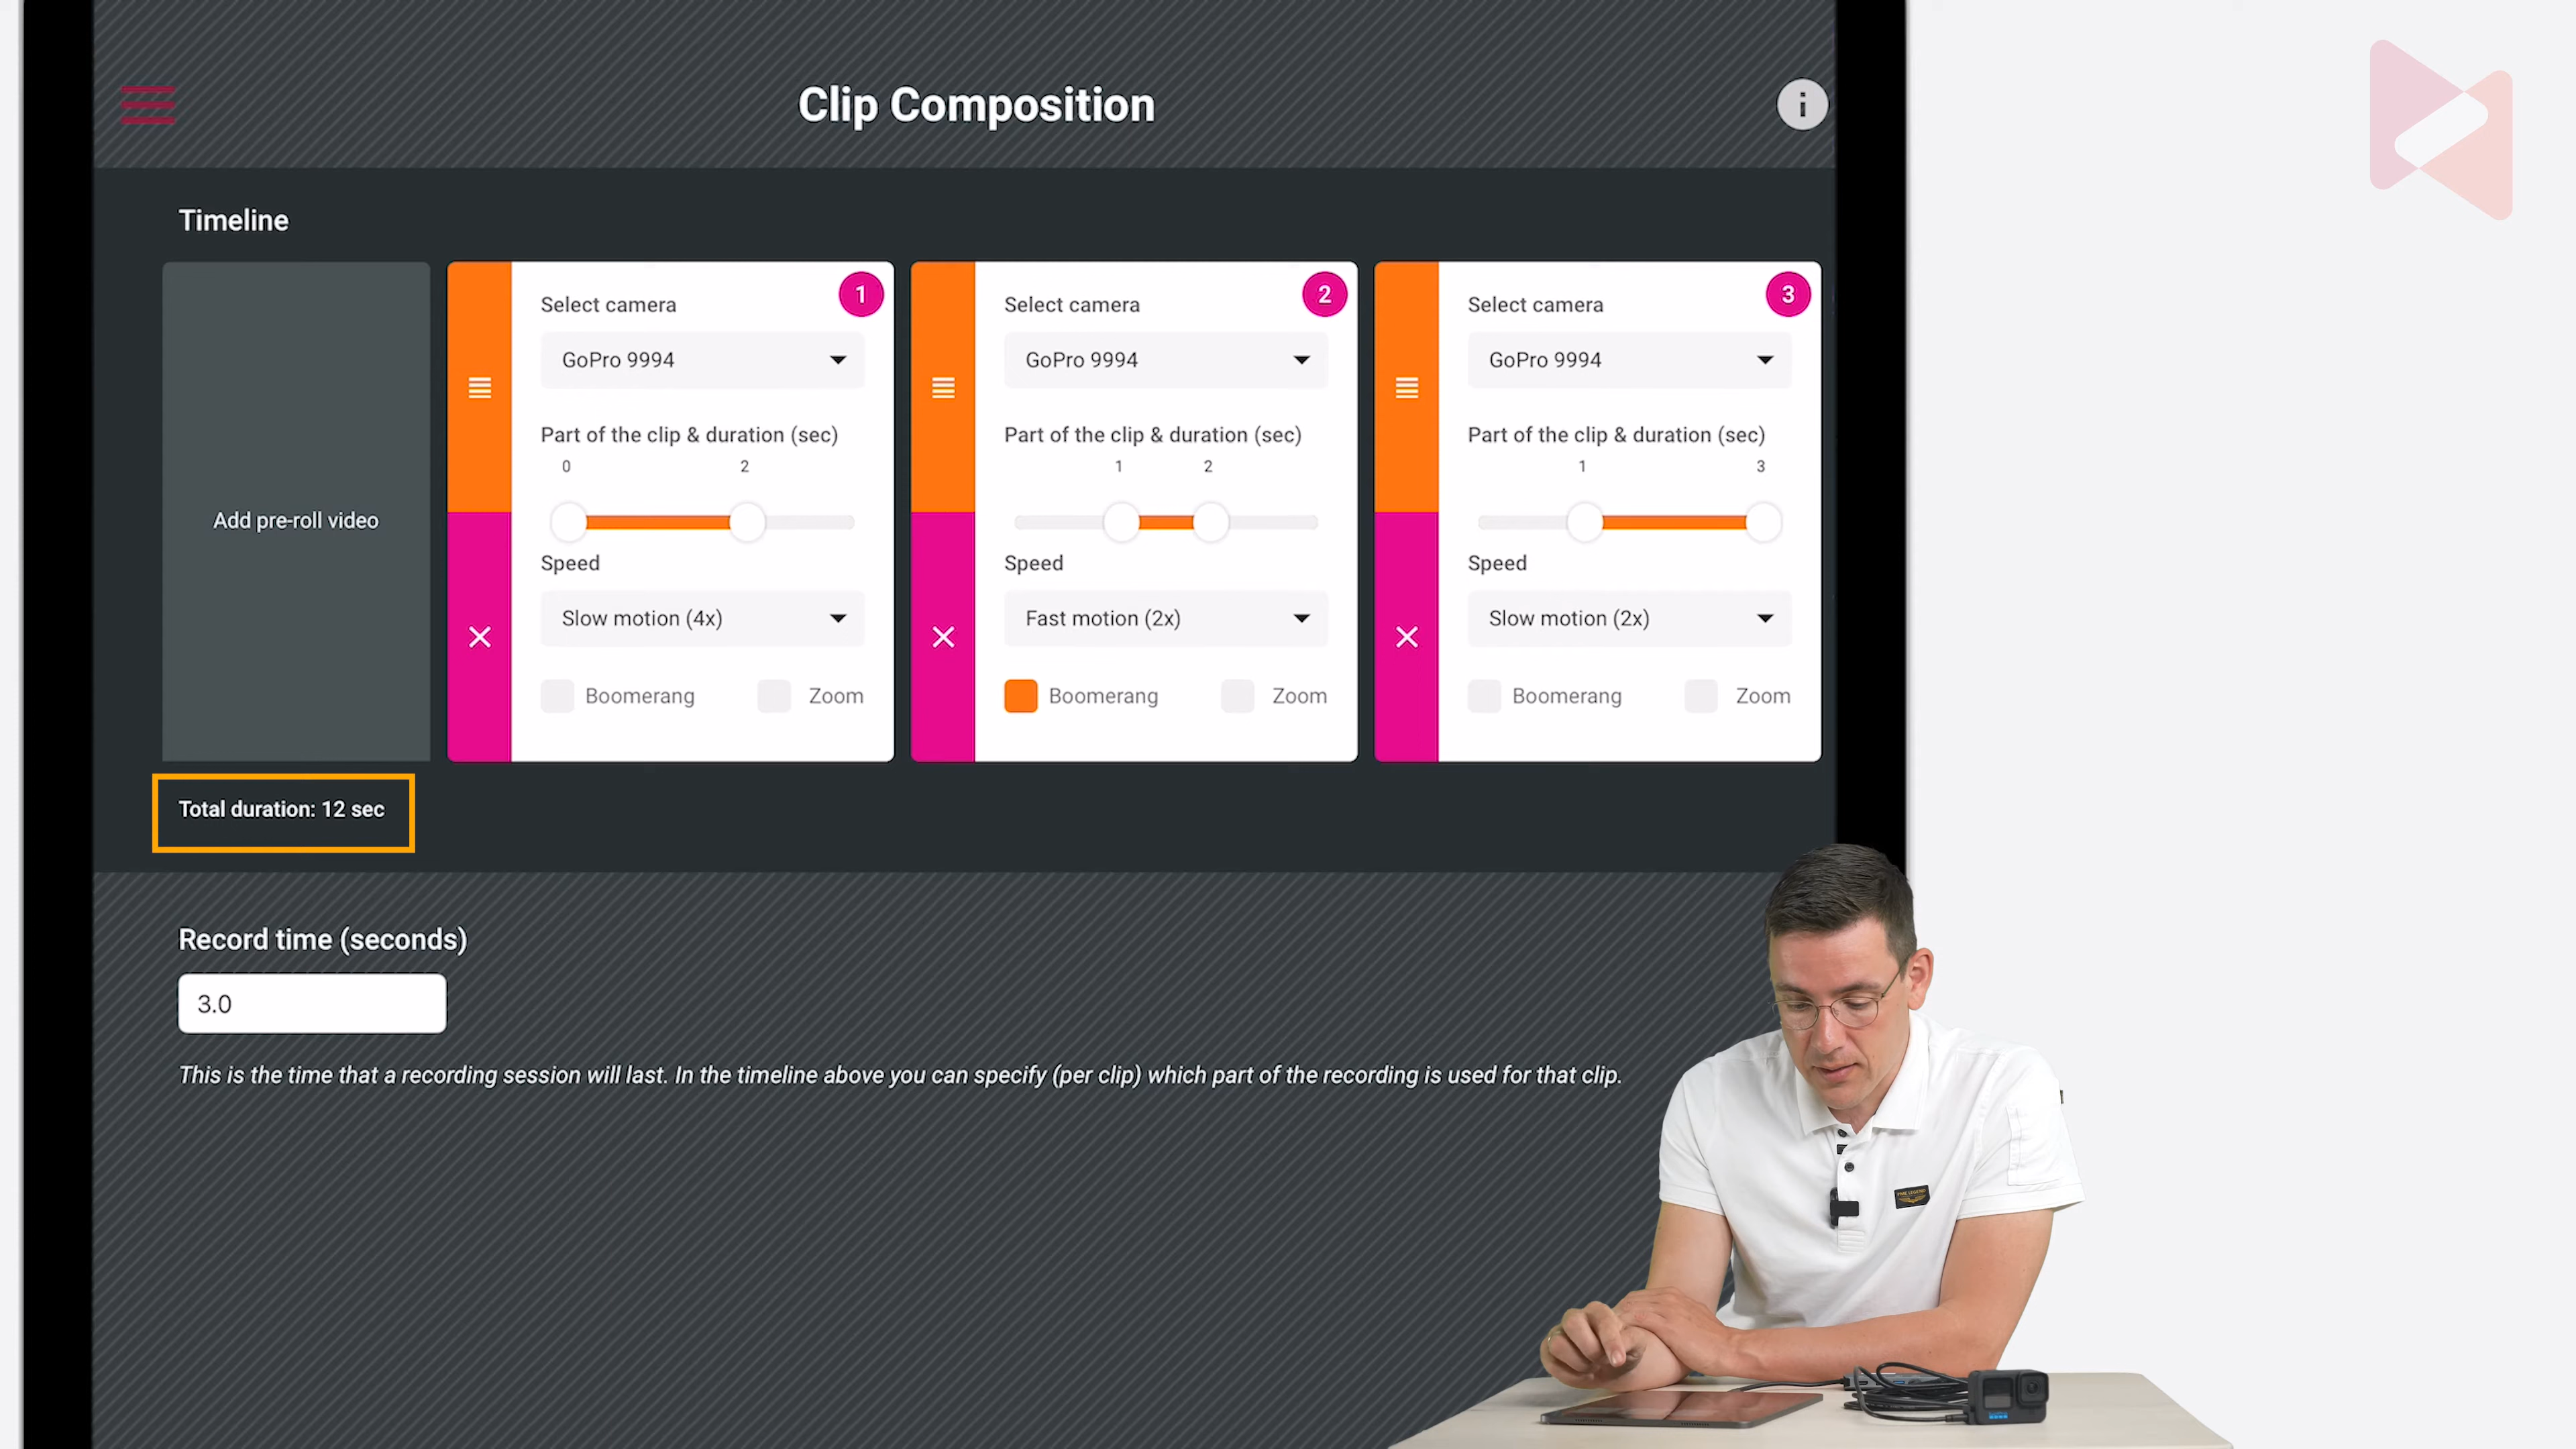 Clip Composition
i
Timeline
Add pre-roll video
1
Select camera
GoPro 9994
Part of the clip & duration (sec)
0 2
Speed
Slow motion (4x)
Boomerang Zoom
2
Select camera
GoPro 9994
Part of the clip & duration (sec)
1 2
Speed
Fast motion (2x)
Boomerang Zoom
3
Select camera
GoPro 9994
Part of the clip & duration (sec)
1 3
Speed
Slow motion (2x)
Boomerang Zoom
Total duration: 12 sec
Record time (seconds)
3.0
This is the time that a recording session will last. In the timeline above you can specify (per clip) which part of the recording is used for that clip.